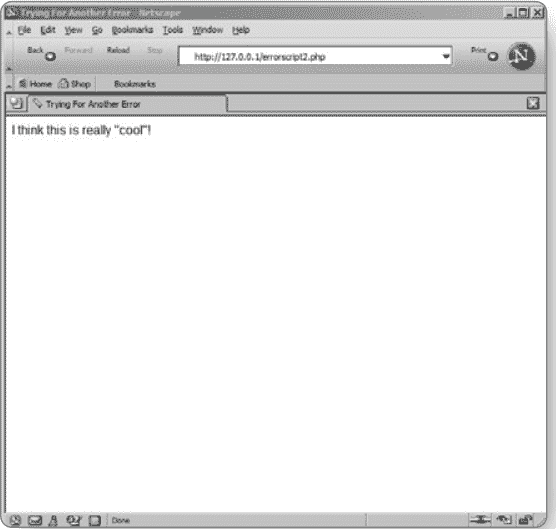 Trying For Another Error - Netscape
File Edit View Go Bookmarks Tools Window Help
Back Forward Reload Stop http://127.0.0.1/errorscript2.php Print N
Home Shop Bookmarks
Trying For Another Error
I think this is really "cool"!
Done